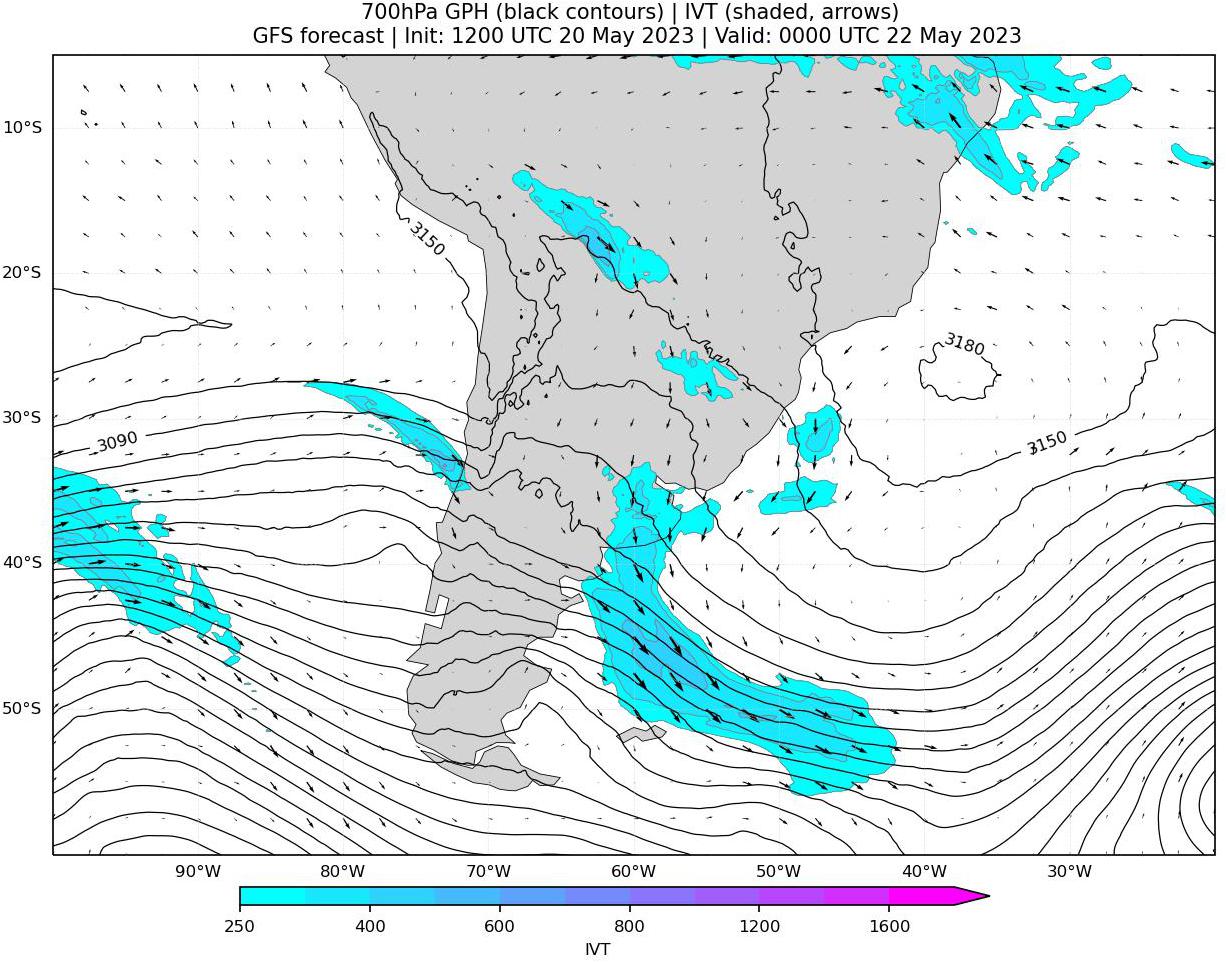 700hPa GPH (black contours) | IVT (shaded, arrows)
GFS forecast | Init: 1200 UTC 20 May 2023 | Valid: 0000 UTC 22 May 2023
10°S
3150
20°S
3180
30°S
3090
3150
40°S
50°S
90°W 80°W 70°W 60°W 50°W 40°W 30°W
250 400 600 800 1200 1600
IVT